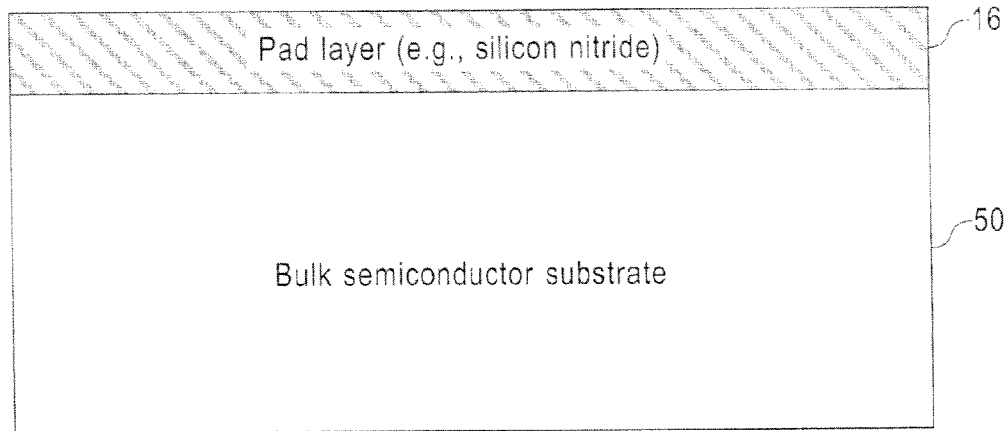 Pad layer (e.g., silicon nitride)
16
50
Bulk semiconductor substrate